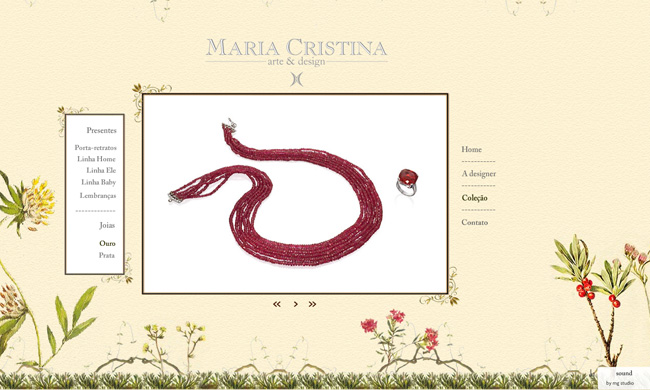 MARIA CRISTINA
arte & design
Presentes
Porta-retratos
Linha Home
Linha Ele
Linha Baby
Lembranças
Joias
Ouro
Prata
Home
A designer
Coleção
Contato
sound
by mg studio